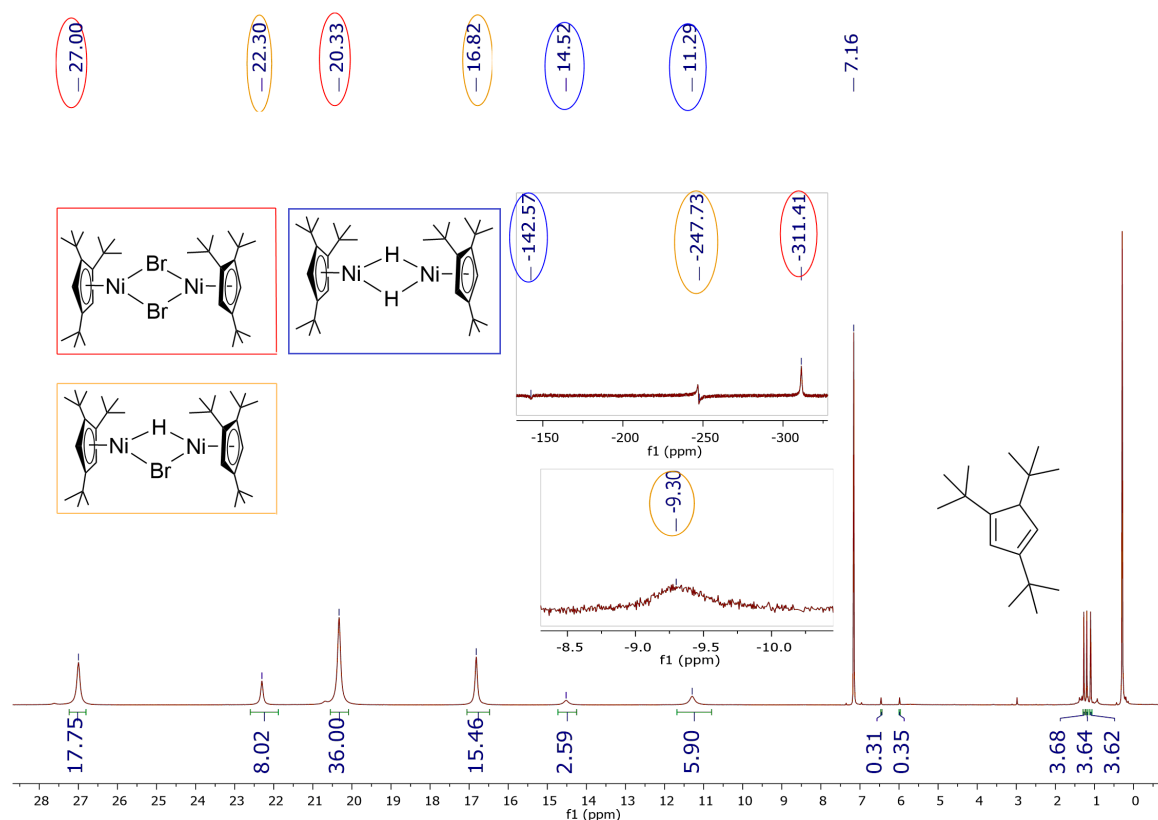 27.00
22.30
20.33
16.82
14.52
11.29
7.16
-142.57
-247.73
-311.41
Br
Ni
Ni
Br
H
Ni
Ni
H
-150
-200
-250
-300
f1 (ppm)
H
Ni
Ni
Br
-9.30
-8.5
-9.0
-9.5
-10.0
f1 (ppm)
17.75
8.02
36.00
15.46
2.59
5.90
0.31
0.35
3.68
3.64
3.62
28 27 26 25 24 23 22 21 20 19 18 17 16 15 14 13 12 11 10 9 8 7 6 5 4 3 2 1 0
f1 (ppm)